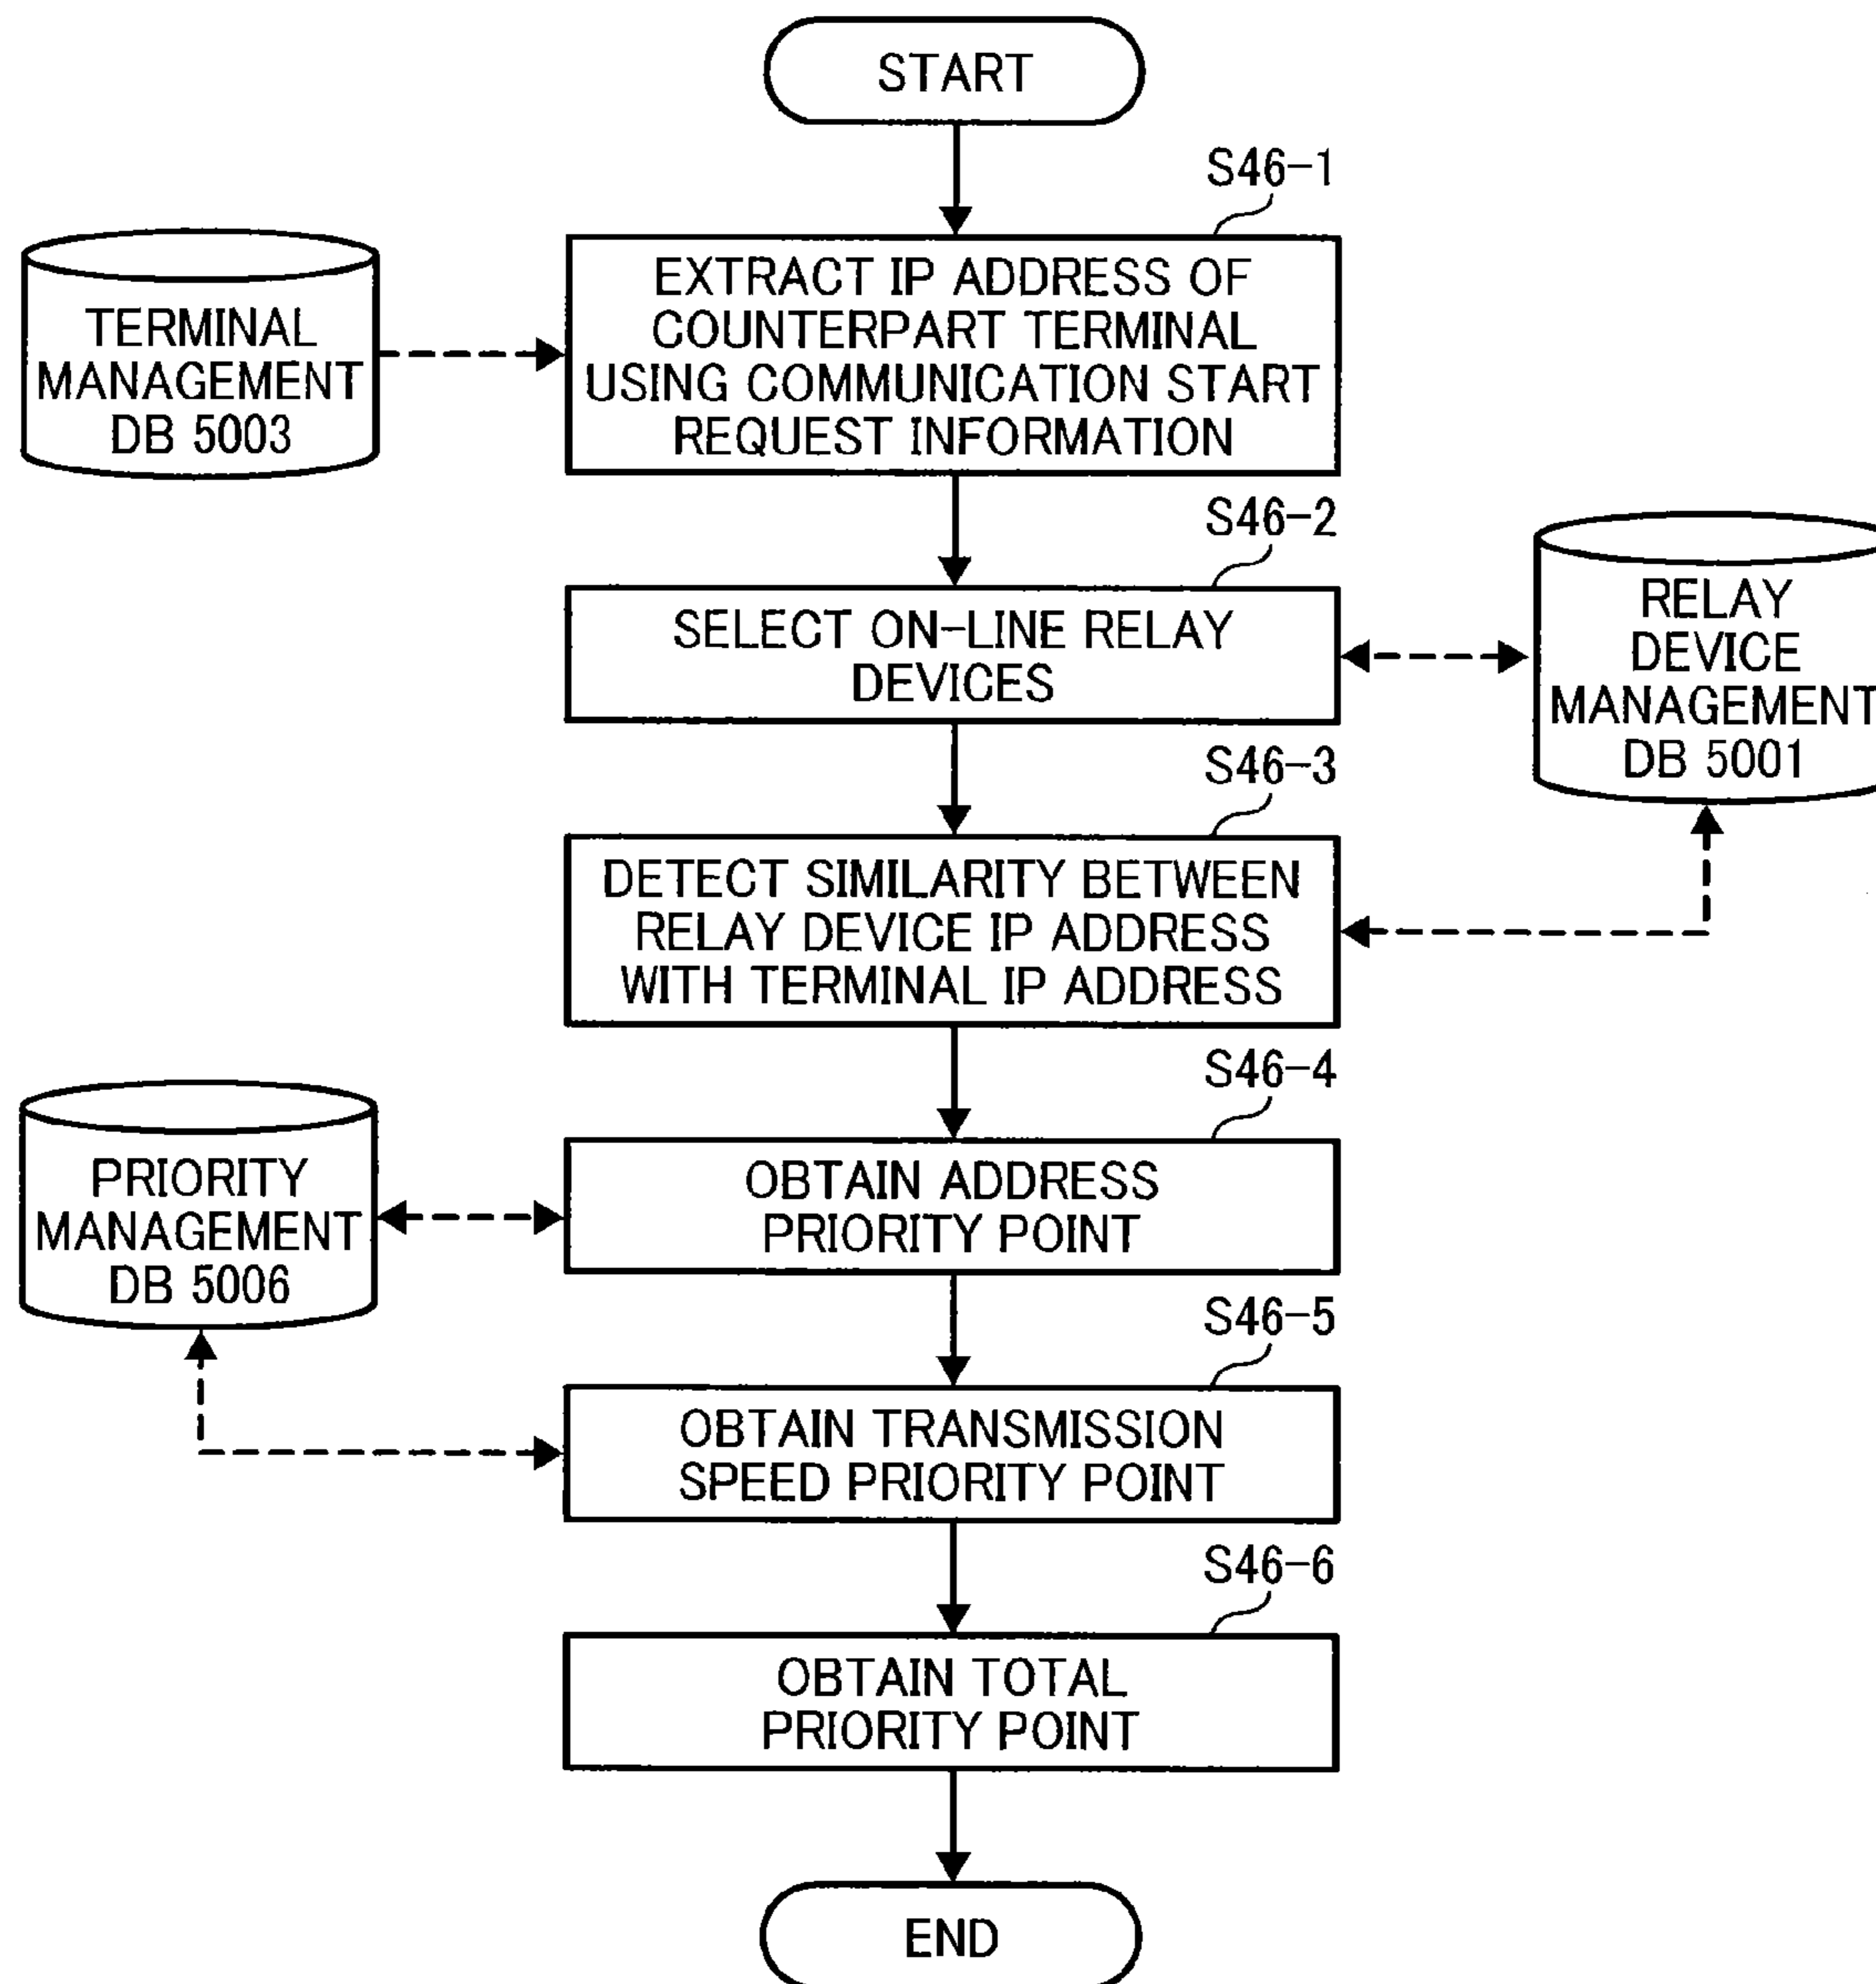 START
S46-1
EXTRACT IP ADDRESS OF
COUNTERPART TERMINAL
USING COMMUNICATION START
REQUEST INFORMATION
TERMINAL
MANAGEMENT
DB 5003
S46-2
SELECT ON-LINE RELAY
DEVICES
RELAY
DEVICE
MANAGEMENT
DB 5001
S46-3
DETECT SIMILARITY BETWEEN
RELAY DEVICE IP ADDRESS
WITH TERMINAL IP ADDRESS
S46-4
OBTAIN ADDRESS
PRIORITY POINT
PRIORITY
MANAGEMENT
DB 5006
S46-5
OBTAIN TRANSMISSION
SPEED PRIORITY POINT
S46-6
OBTAIN TOTAL
PRIORITY POINT
END